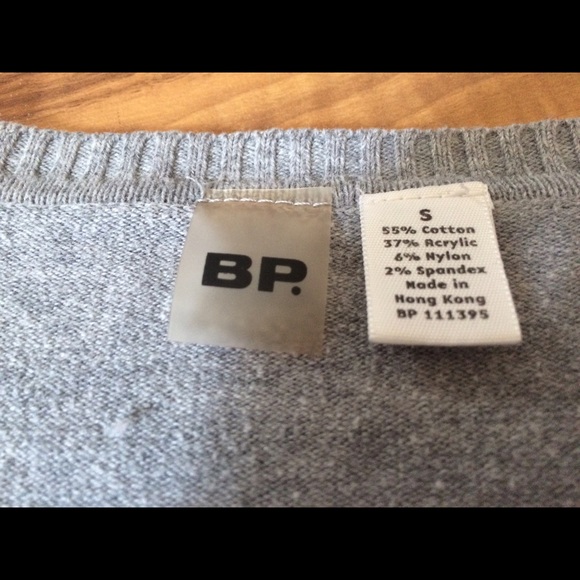 BP.
S
55% Cotton
37% Acrylic
6% Nylon
2% Spandex
Made in
Hong Kong
BP 111395